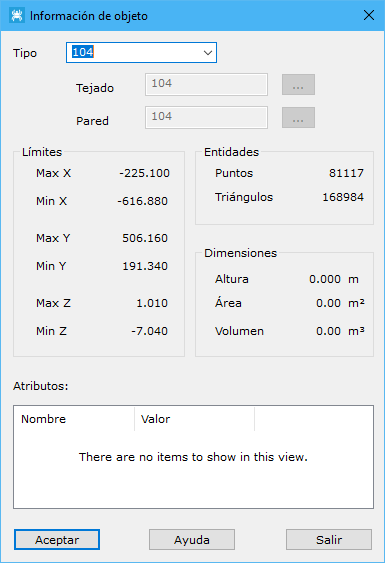 Información de objeto
Tipo 104
Tejado 104 ...
Pared 104 ...
Límites
Max X -225.100
Min X -616.880
Max Y 506.160
Min Y 191.340
Max Z 1.010
Min Z -7.040
Entidades
Puntos 81117
Triángulos 168984
Dimensiones
Altura 0.000 m
Área 0.00 m²
Volumen 0.00 m³
Atributos:
Nombre Valor
There are no items to show in this view.
Aceptar Ayuda Salir